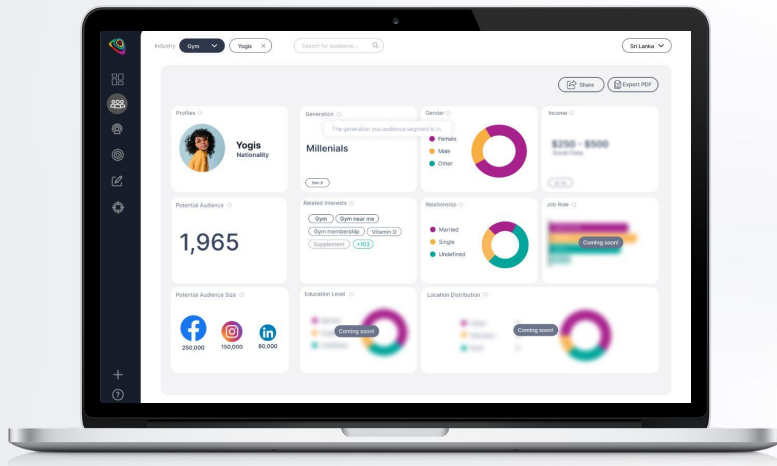 Industry Gym Yogis × Search for audience... Sri Lanka
Share Export PDF
Profiles
Yogis
Nationality
Generation
The generation you audience segment is in.
Millenials
Gen X
Gender
Female
Male
Other
Income
$250 - $500
Potential Audience
1,965
Related Interests
Gym Gym near me
Gym membership Vitamin D
Supplement +103
Relationship
Married
Single
Undefined
Job Role
Coming soon!
Potential Audience Size
250,000 150,000 80,000
Education Level
Coming soon!
Location Distribution
Coming soon!